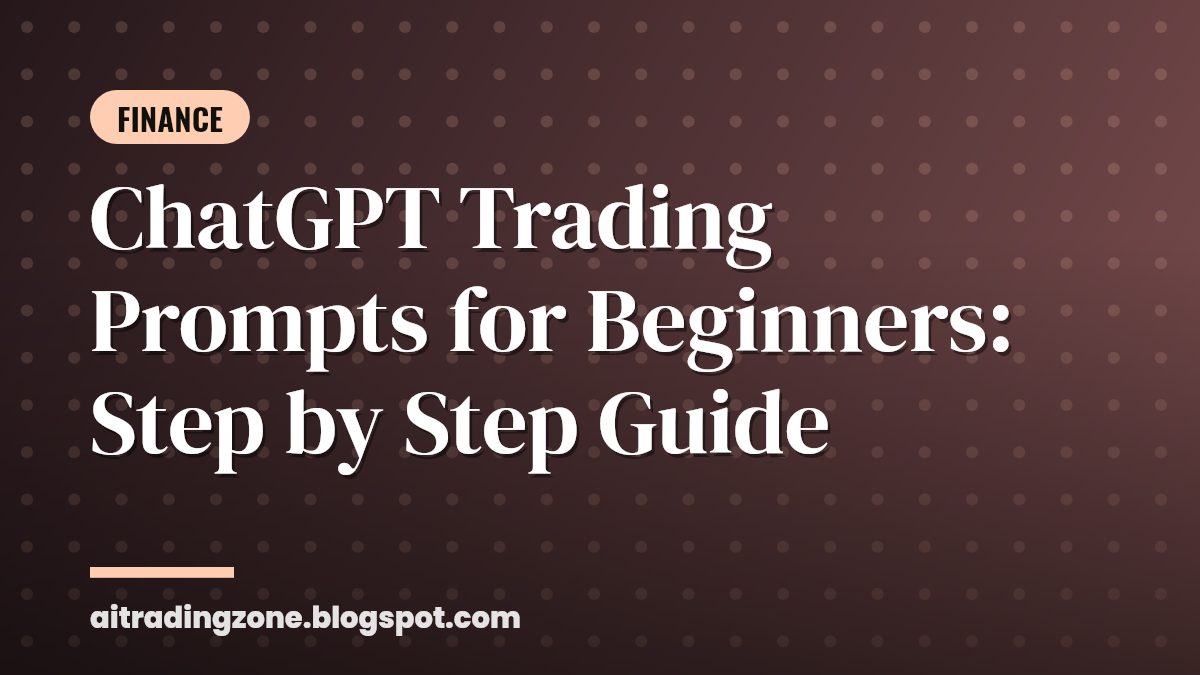 FINANCE
ChatGPT Trading
Prompts for Beginners:
Step by Step Guide
aitradingzone.blogspot.com